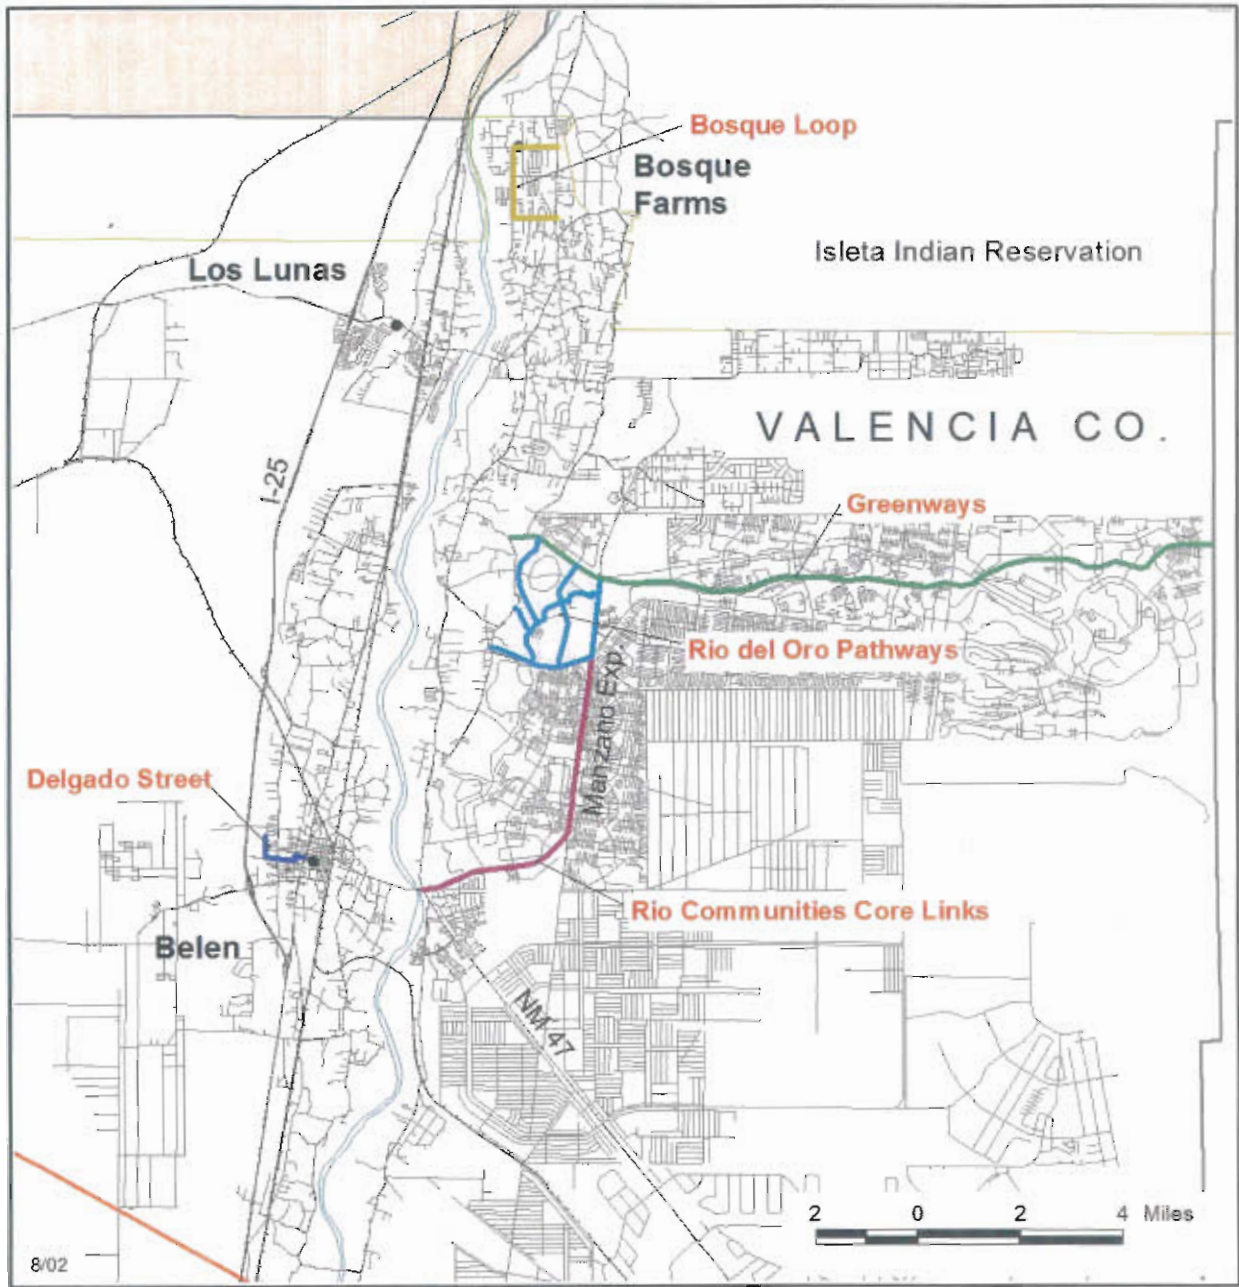 Bosque Loop
Bosque
Farms
Isleta Indian Reservation
Los Lunas
VALENCIA CO.
I-25
Greenways
Rio del Oro Pathways
Manzano Exp.
Delgado Street
Rio Communities Core Links
Belen
NM 47
2 0 2 4 Miles
8/02